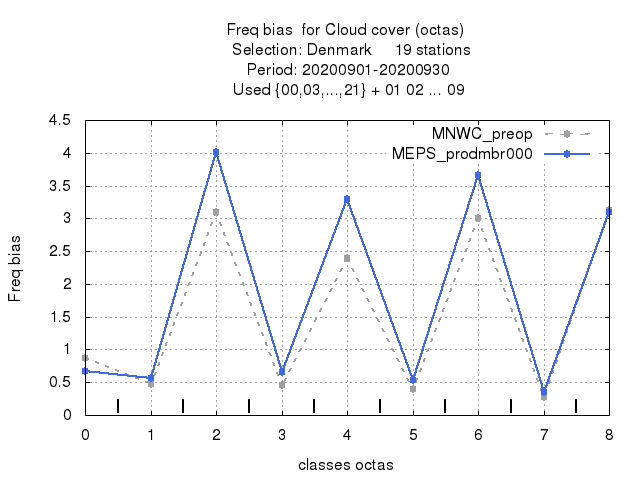 Freq bias  for Cloud cover (octas)
Selection: Denmark     19 stations
Period: 20200901-20200930
Used {00,03,...,21} + 01 02 ... 09
MNWC_preop
MEPS_prodmbr000
4.5
4
3.5
3
2.5
2
1.5
1
0.5
0
Freq bias
0 1 2 3 4 5 6 7 8
classes octas